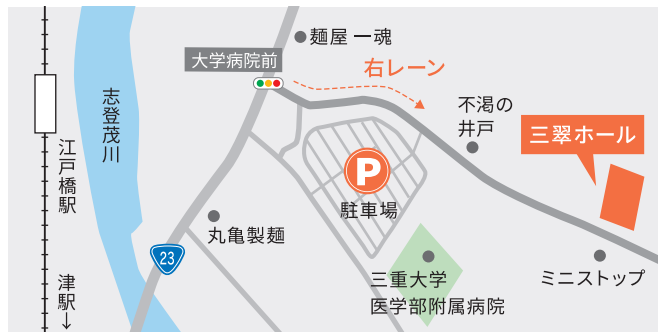 麺屋 一魂
大学病院前
右レーン
不渇の
井戸
三翠ホール
志登茂川
江戸橋駅
P
駐車場
丸亀製麺
23
三重大学
医学部附属病院
ミニストップ
津駅→